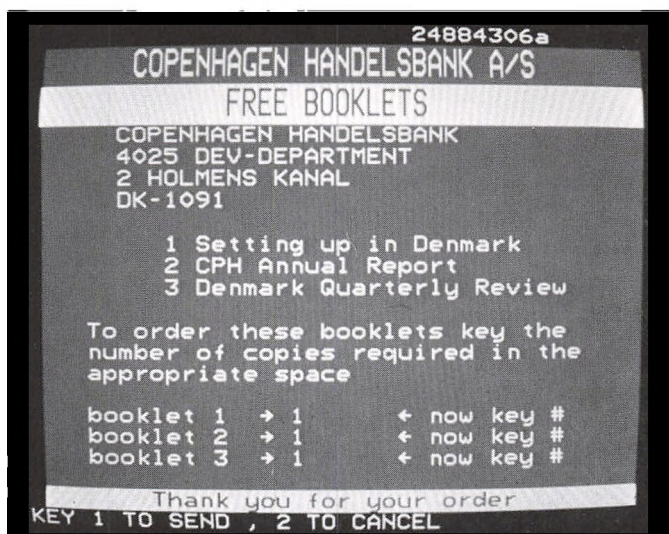 24884306a
COPENHAGEN HANDELSBANK A/S
FREE BOOKLETS
COPENHAGEN HANDELSBANK
4025 DEV-DEPARTMENT
2 HOLMENS KANAL
DK-1091
1 Setting up in Denmark
2 CPH Annual Report
3 Denmark Quarterly Review
To order these booklets key the
number of copies required in the
appropriate space
booklet 1 → 1 ← now key #
booklet 2 → 1 ← now key #
booklet 3 → 1 ← now key #
Thank you for your order
KEY 1 TO SEND , 2 TO CANCEL